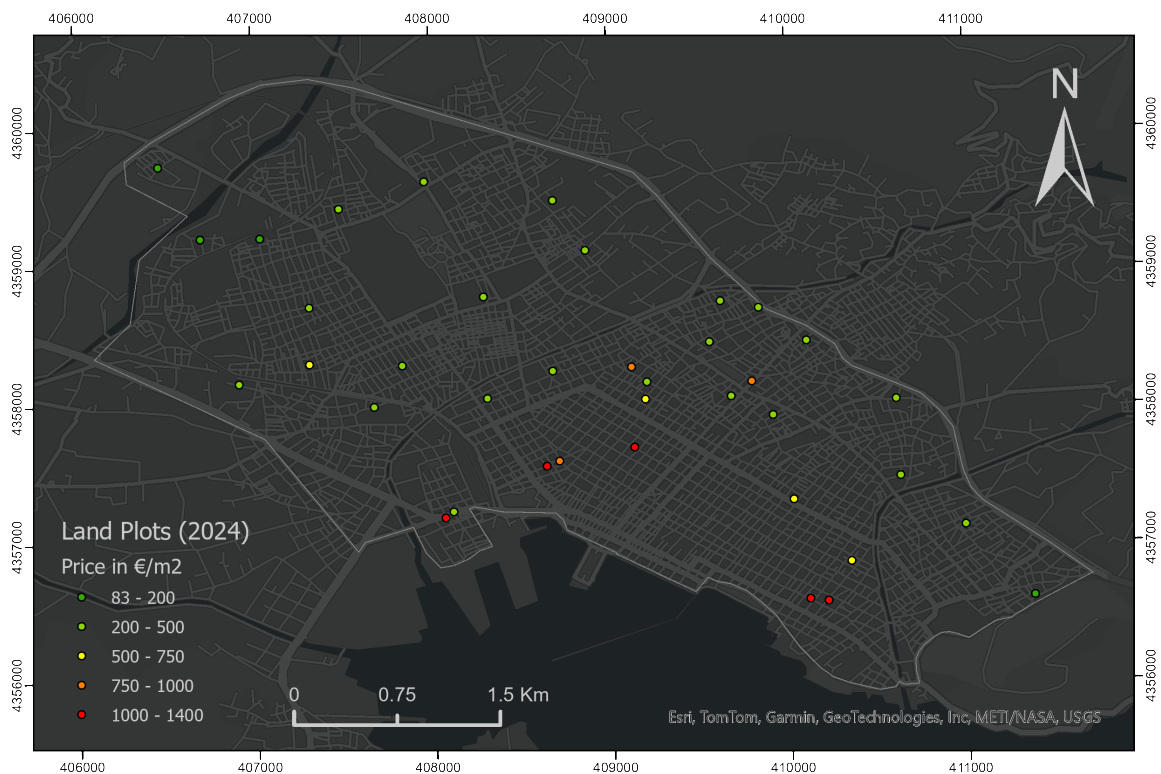 406000 407000 408000 409000 410000 411000
N
4360000 4360000
4359000 4359000
4358000 4358000
4357000 4357000
4356000 4356000
Land Plots (2024)
Price in €/m2
83 - 200
200 - 500
500 - 750
750 - 1000
1000 - 1400
0 0.75 1.5 Km
Esri, TomTom, Garmin, GeoTechnologies, Inc, METI/NASA, USGS
406000 407000 408000 409000 410000 411000